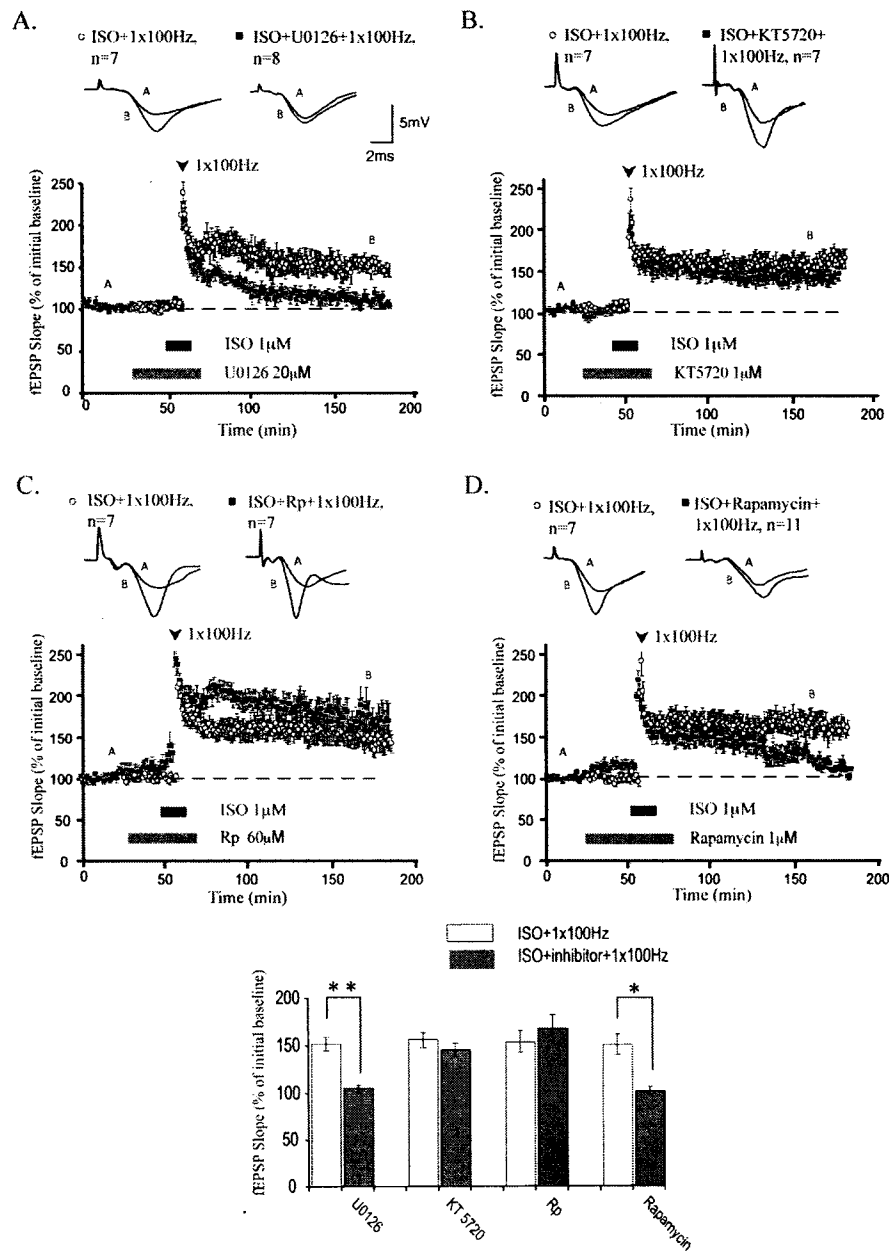 A.
ISO+1x100Hz, n=7
ISO+U0126+1x100Hz, n=8
A
B
A
B
5mV
2ms
1x100Hz
fEPSP Slope (% of initial baseline)
250
200
150
100
50
0
A
B
ISO 1µM
U0126 20µM
0 50 100 150 200
Time (min)
B.
ISO+1x100Hz, n=7
ISO+KT5720+ 1x100Hz, n=7
A
B
A
B
1x100Hz
fEPSP Slope (% of initial baseline)
250
200
150
100
50
0
A
B
ISO 1µM
KT5720 1µM
0 50 100 150 200
Time (min)
C.
ISO+1x100Hz, n=7
ISO+Rp+1x100Hz, n=7
A
B
A
B
1x100Hz
fEPSP Slope (% of initial baseline)
250
200
150
100
50
0
A
B
ISO 1µM
Rp 60µM
0 50 100 150 200
Time (min)
D.
ISO+1x100Hz, n=7
ISO+Rapamycin+ 1x100Hz, n=11
A
B
A
B
1x100Hz
fEPSP Slope (% of initial baseline)
250
200
150
100
50
0
A
B
ISO 1µM
Rapamycin 1µM
0 50 100 150 200
Time (min)
ISO+1x100Hz
ISO+inhibitor+1x100Hz
fEPSP Slope (% of initial baseline)
200
150
100
50
0
* *
*
U0126
KT 5720
Rp
Rapamycin